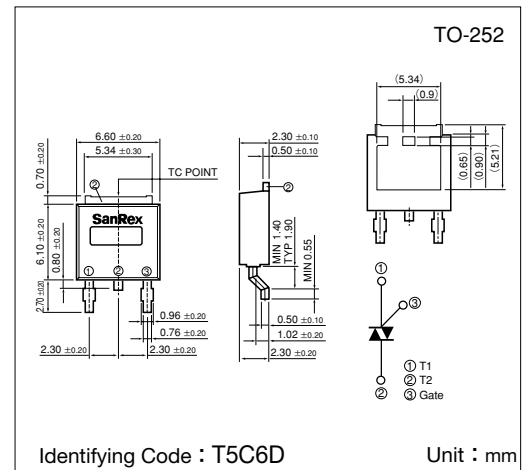 TO-252
(5.34)
(0.9)
6.60 ±0.20
5.34 ±0.30
0.70 ±0.20
②
TC POINT
SanRex
6.10 ±0.20
0.80 ±0.20
① ② ③
2.70 ±0.20
0.96 ±0.20
0.76 ±0.20
2.30 ±0.20 2.30 ±0.20
2.30 ±0.10
0.50 ±0.10
②
MIN 1.40
TYP 1.90
MIN 0.55
0.50 ±0.10
1.02 ±0.20
2.30 ±0.20
(0.65)
(0.90)
(5.21)
①
③
②
① T1
② T2
③ Gate
Identifying Code : T5C6D Unit : mm